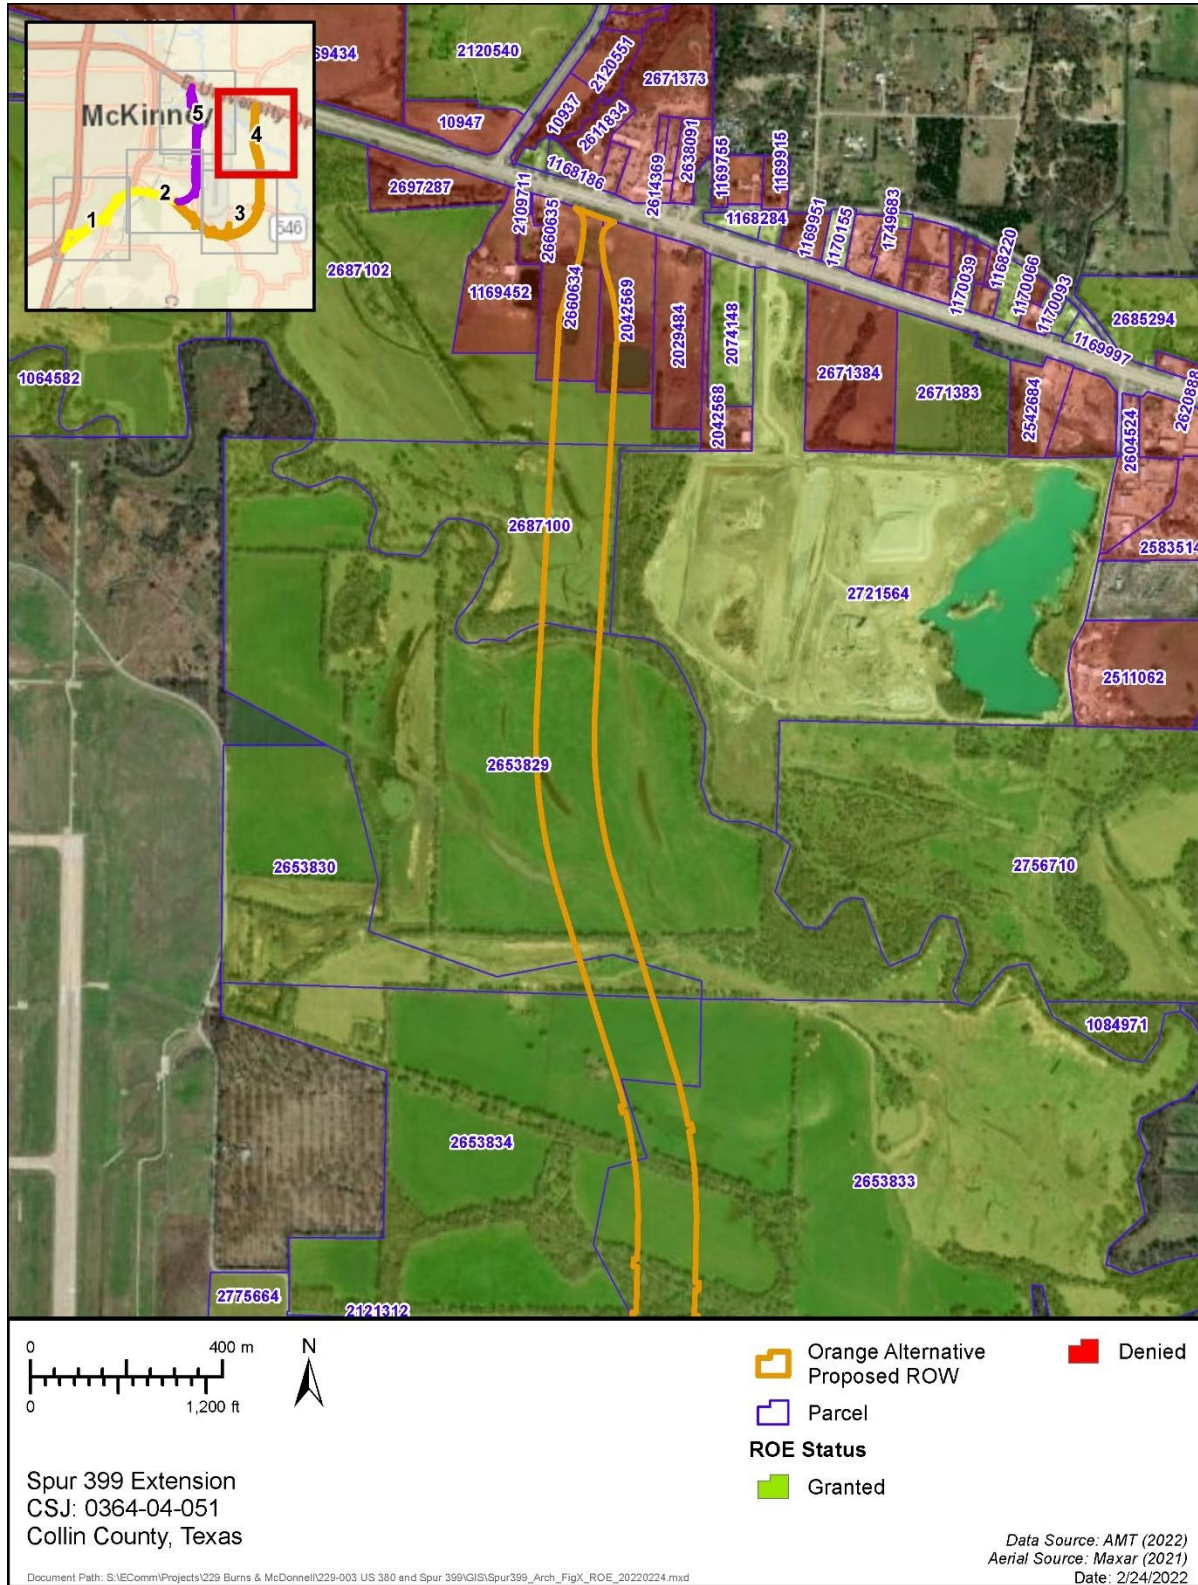 McKinney
University Dr
5
4
1
2
3
546
C
69434
2120540
2120551
2671373
10937
10947
2611834
1168186
2614369
2638091
1169755
1169915
2697287
2109711
2660635
1168284
1169951
1170155
1749683
1170039
1168220
1170066
1170093
2685294
2687102
1169452
2660634
2042569
2029484
2074148
1169997
1064582
2671384
2671383
2042568
2542684
2604524
2620888
2687100
2583514
2721564
2511062
2653829
2653830
2756710
1084971
2653834
2653833
2775664
2121312
0 400 m
0 1,200 ft
N
Orange Alternative
Proposed ROW
Parcel
ROE Status
Granted
Denied
Spur 399 Extension
CSJ: 0364-04-051
Collin County, Texas
Data Source: AMT (2022)
Aerial Source: Maxar (2021)
Date: 2/24/2022
Document Path: S:\EComm\Projects\229 Burns & McDonnell\229-003 US 380 and Spur 399\GIS\Spur399_Arch_FigX_ROE_20220224.mxd